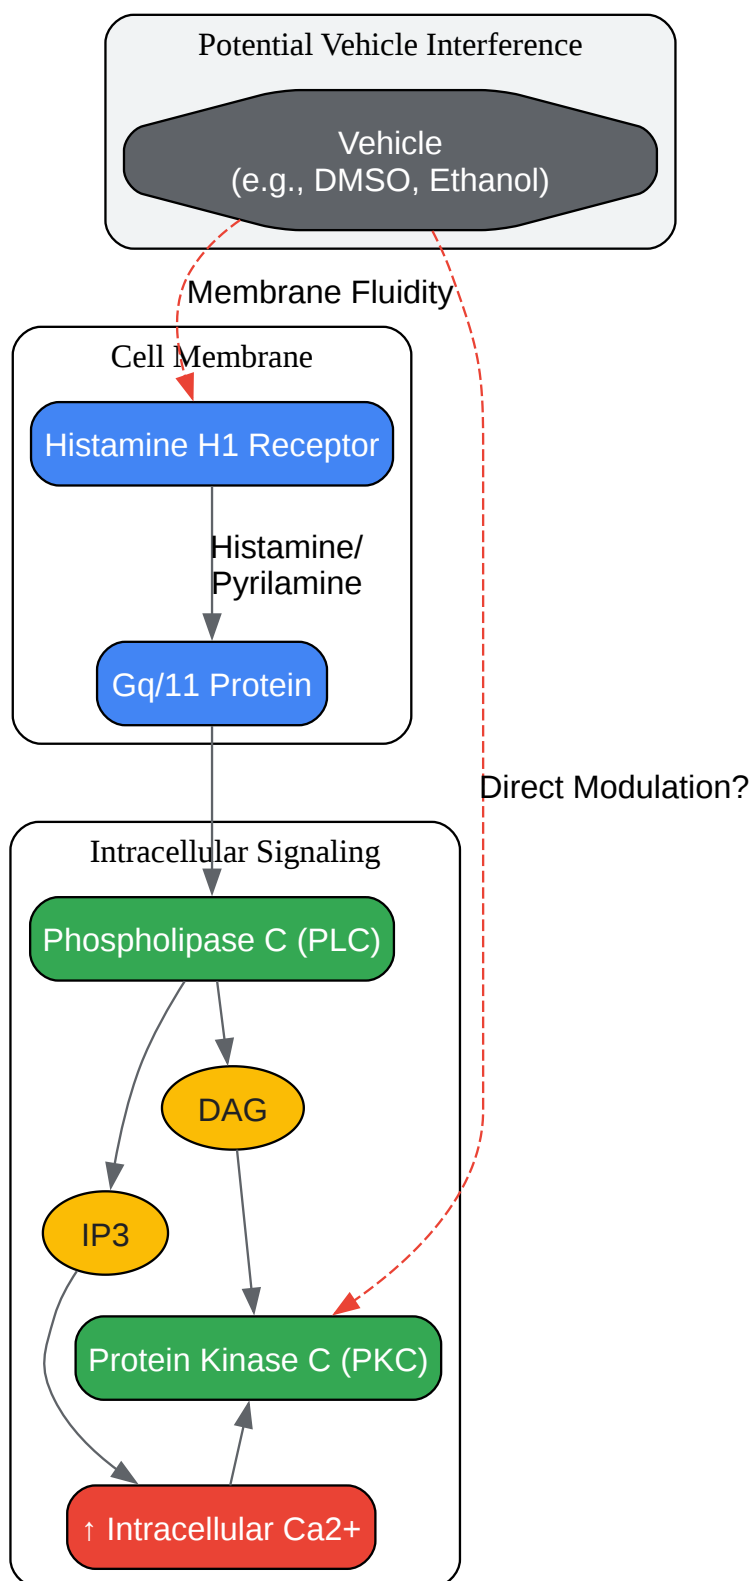 Potential Vehicle Interference
Vehicle
(e.g., DMSO, Ethanol)
Membrane Fluidity
Cell Membrane
Histamine H1 Receptor
Histamine/
Pyrilamine
Gq/11 Protein
Direct Modulation?
Intracellular Signaling
Phospholipase C (PLC)
DAG
IP3
Protein Kinase C (PKC)
↑ Intracellular Ca2+